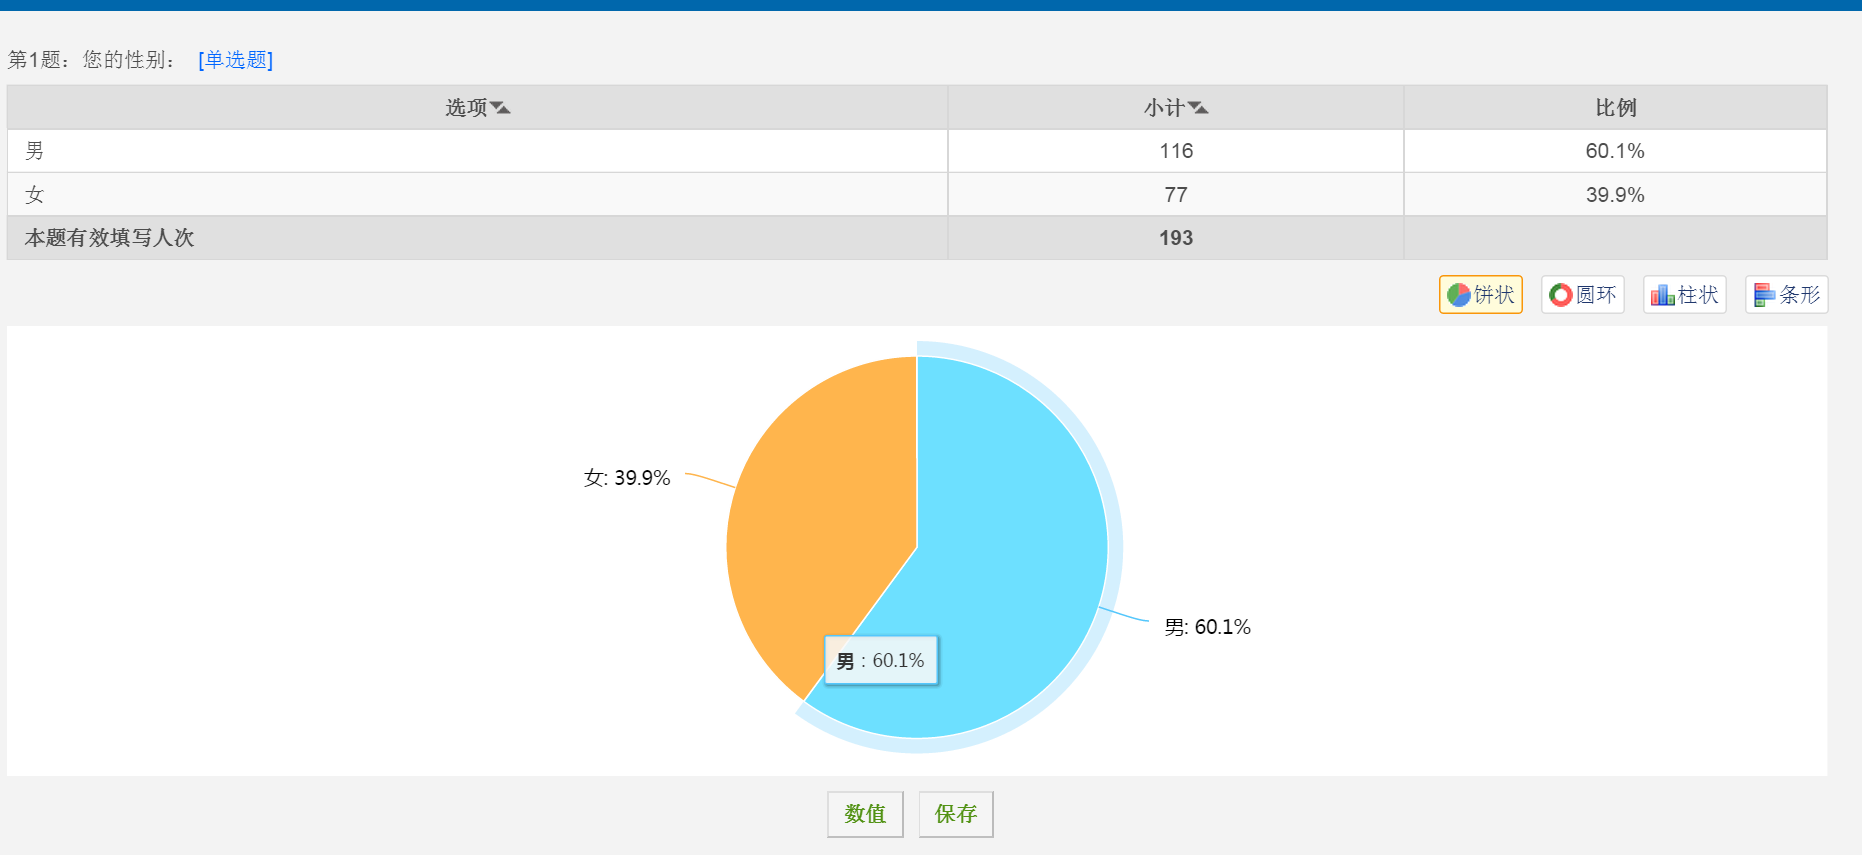 第1题：您的性别： [单选题]
选项 小计 比例
男 116 60.1%
女 77 39.9%
本题有效填写人次 193
饼状 圆环 柱状 条形
女: 39.9%
男: 60.1%
男 : 60.1%
数值 保存